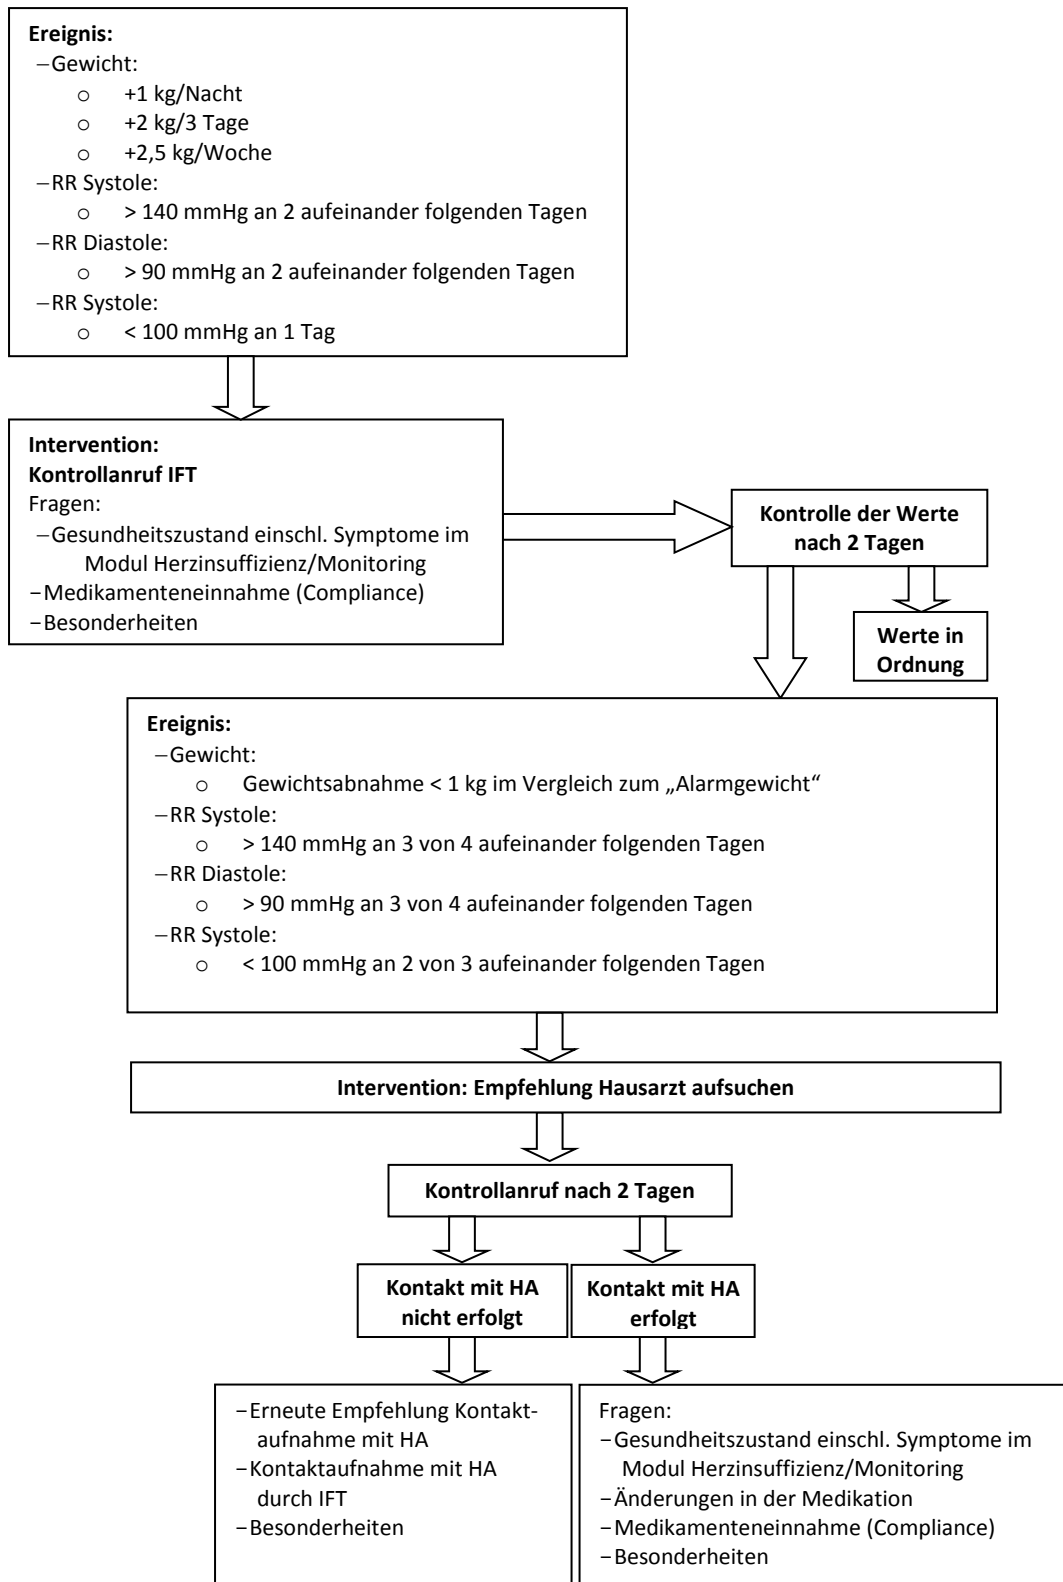 Ereignis:
–Gewicht:
o +1 kg/Nacht
o +2 kg/3 Tage
o +2,5 kg/Woche
–RR Systole:
o > 140 mmHg an 2 aufeinander folgenden Tagen
–RR Diastole:
o > 90 mmHg an 2 aufeinander folgenden Tagen
–RR Systole:
o < 100 mmHg an 1 Tag
Intervention:
Kontrollanruf IFT
Fragen:
–Gesundheitszustand einschl. Symptome im
Modul Herzinsuffizienz/Monitoring
–Medikamenteneinnahme (Compliance)
–Besonderheiten
Kontrolle der Werte
nach 2 Tagen
Werte in
Ordnung
Ereignis:
–Gewicht:
o Gewichtsabnahme < 1 kg im Vergleich zum „Alarmgewicht“
–RR Systole:
o > 140 mmHg an 3 von 4 aufeinander folgenden Tagen
–RR Diastole:
o > 90 mmHg an 3 von 4 aufeinander folgenden Tagen
–RR Systole:
o < 100 mmHg an 2 von 3 aufeinander folgenden Tagen
Intervention: Empfehlung Hausarzt aufsuchen
Kontrollanruf nach 2 Tagen
Kontakt mit HA
nicht erfolgt
Kontakt mit HA
erfolgt
–Erneute Empfehlung Kontakt-
aufnahme mit HA
–Kontaktaufnahme mit HA
durch IFT
–Besonderheiten
Fragen:
–Gesundheitszustand einschl. Symptome im
Modul Herzinsuffizienz/Monitoring
–Änderungen in der Medikation
–Medikamenteneinnahme (Compliance)
–Besonderheiten